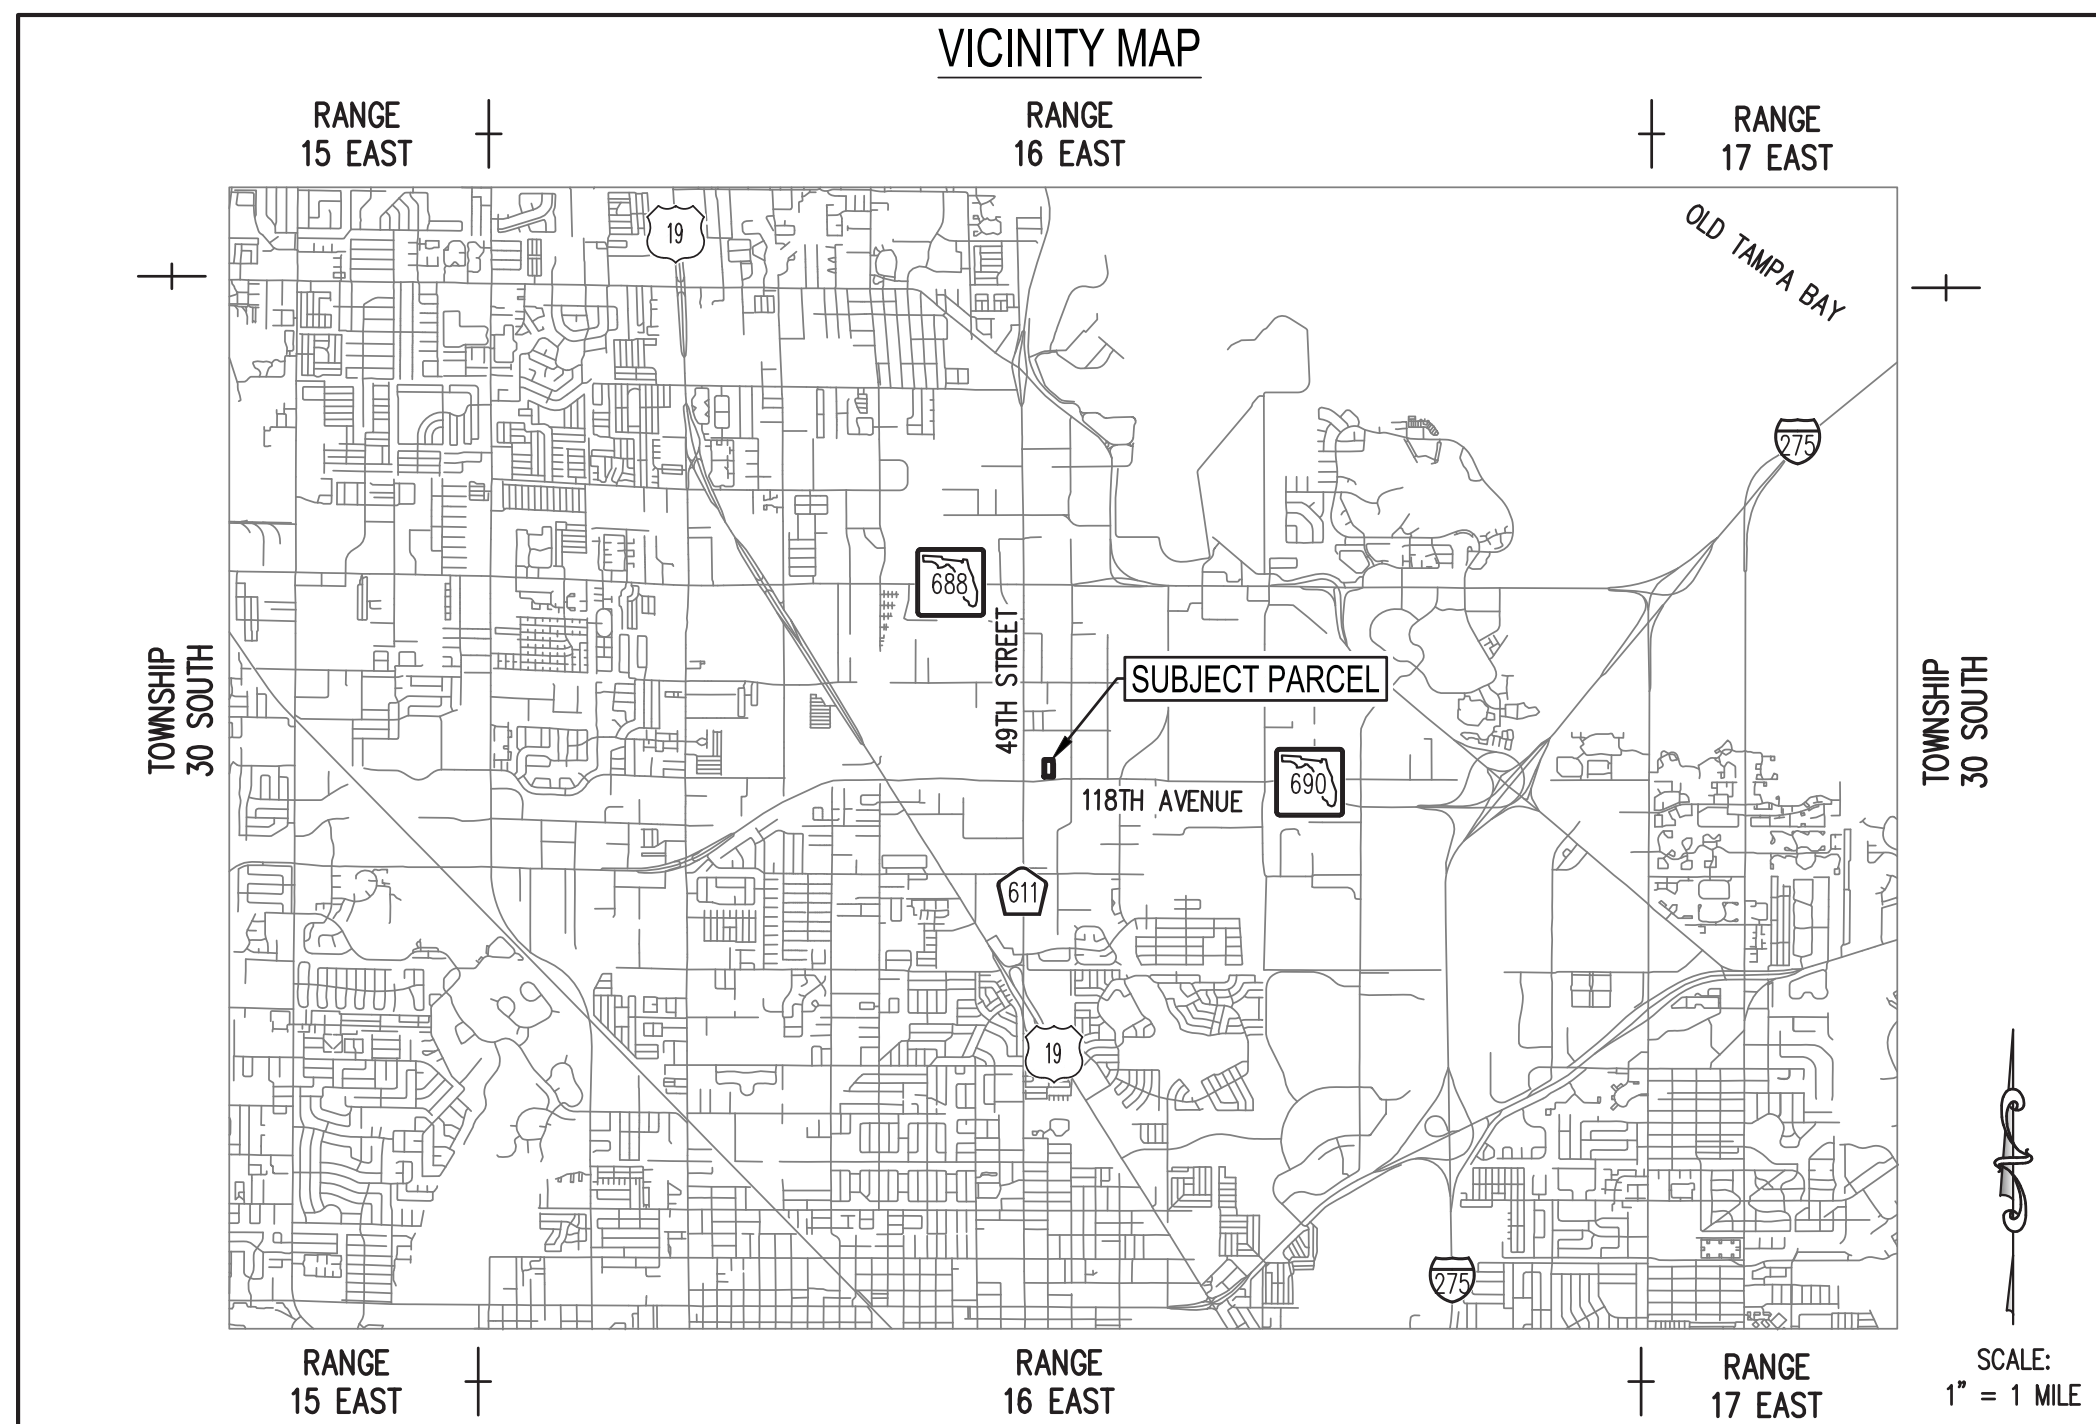 VICINITY MAP
RANGE
15 EAST
RANGE
16 EAST
RANGE
17 EAST
OLD TAMPA BAY
19
275
688
49TH STREET
TOWNSHIP
30 SOUTH
SUBJECT PARCEL
TOWNSHIP
30 SOUTH
690
118TH AVENUE
611
19
275
RANGE
15 EAST
RANGE
16 EAST
RANGE
17 EAST
SCALE:
1" = 1 MILE